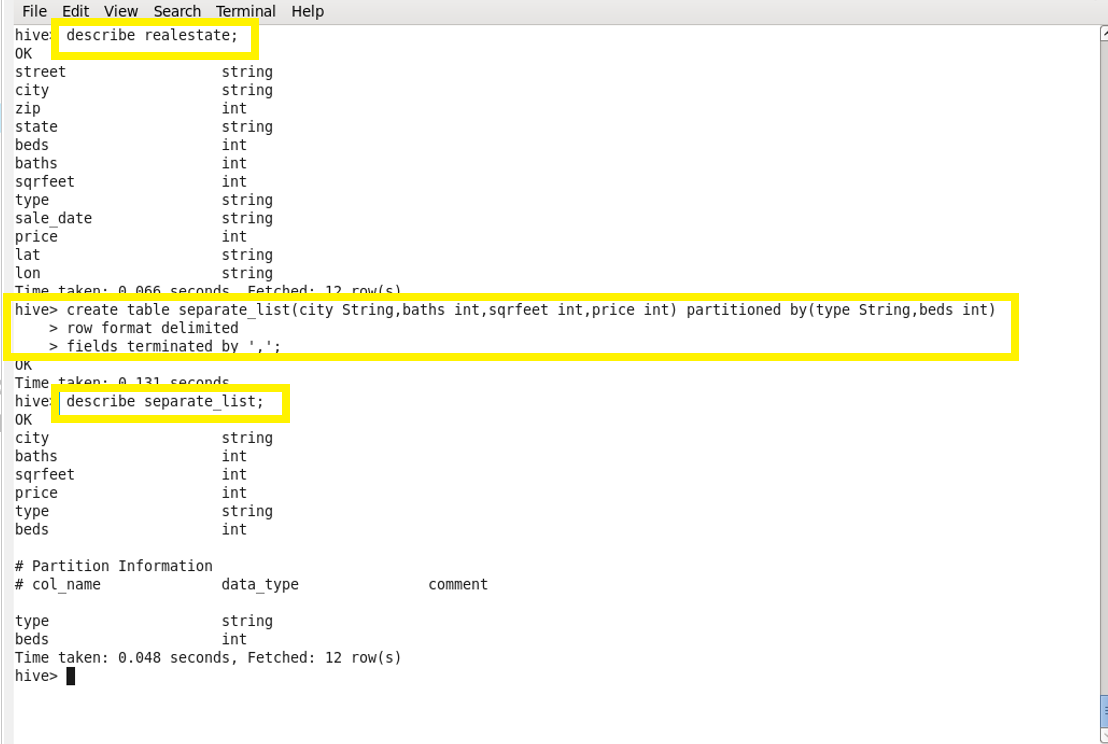 File Edit View Search Terminal Help
hive> describe realestate;
OK
street string
city string
zip int
state string
beds int
baths int
sqrfeet int
type string
sale_date string
price int
lat string
lon string
Time taken: 0.066 seconds, Fetched: 12 row(s)
hive> create table separate_list(city String,baths int,sqrfeet int,price int) partitioned by(type String,beds int)
> row format delimited
> fields terminated by ',';
OK
Time taken: 0.131 seconds
hive> describe separate_list;
OK
city string
baths int
sqrfeet int
price int
type string
beds int
# Partition Information
# col_name data_type comment
type string
beds int
Time taken: 0.048 seconds, Fetched: 12 row(s)
hive>